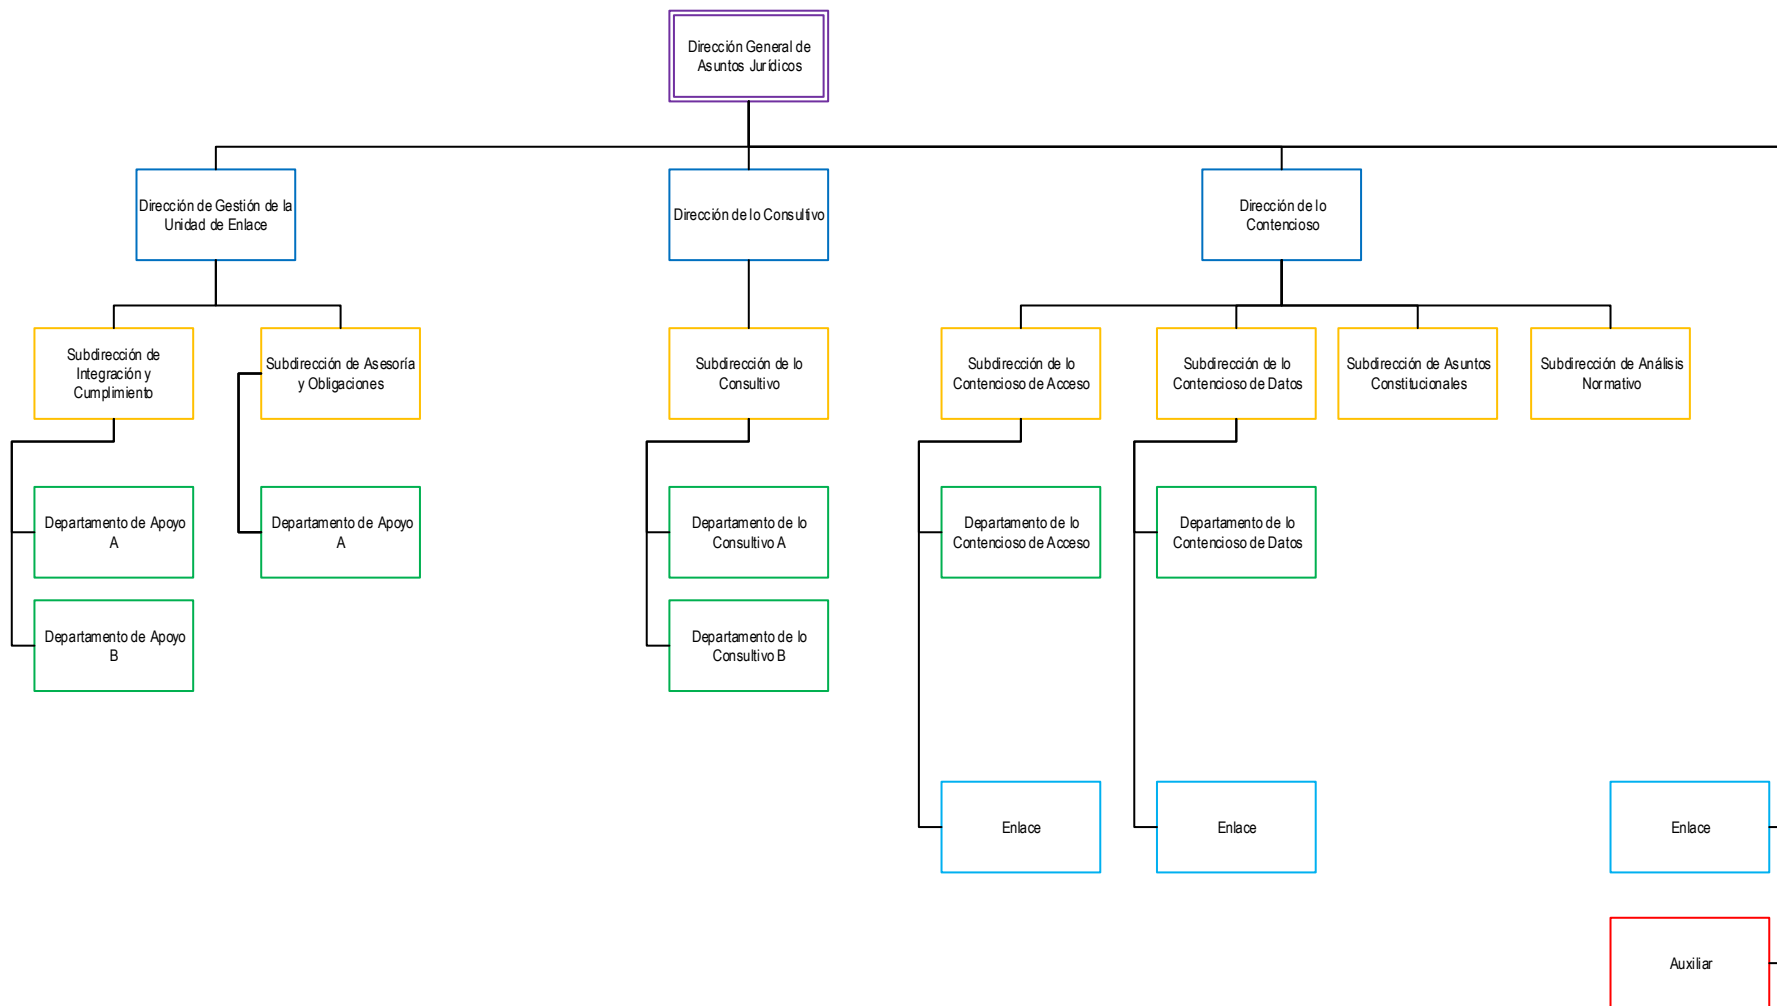 Dirección General de
Asuntos Jurídicos
Dirección de Gestión de la
Unidad de Enlace
Dirección de lo Consultivo
Dirección de lo
Contencioso
Subdirección de
Integración y
Cumplimiento
Subdirección de Asesoría
y Obligaciones
Subdirección de lo
Consultivo
Subdirección de lo
Contencioso de Acceso
Subdirección de lo
Contencioso de Datos
Subdirección de Asuntos
Constitucionales
Subdirección de Análisis
Normativo
Departamento de Apoyo
A
Departamento de Apoyo
A
Departamento de lo
Consultivo A
Departamento de lo
Contencioso de Acceso
Departamento de lo
Contencioso de Datos
Departamento de Apoyo
B
Departamento de lo
Consultivo B
Enlace
Enlace
Enlace
Auxiliar